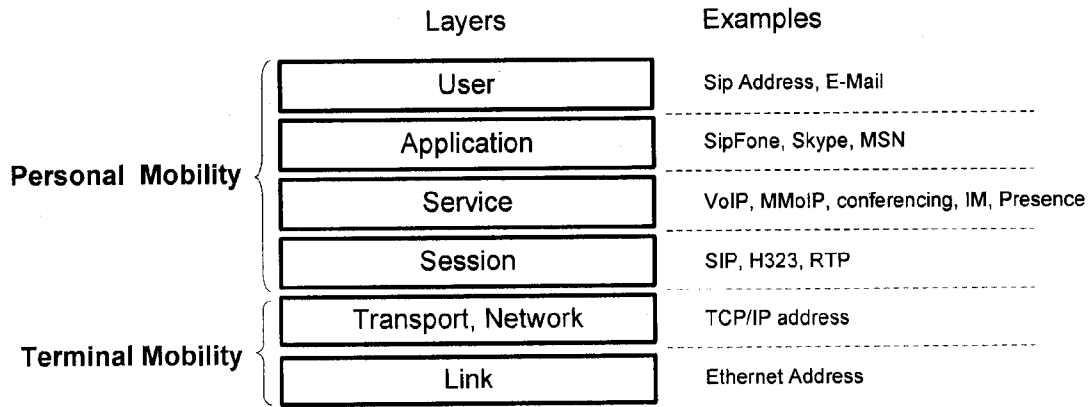 Layers Examples
User Sip Address, E-Mail
Application SipFone, Skype, MSN
Personal Mobility
Service VoIP, MMoIP, conferencing, IM, Presence
Session SIP, H323, RTP
Transport, Network TCP/IP address
Terminal Mobility
Link Ethernet Address